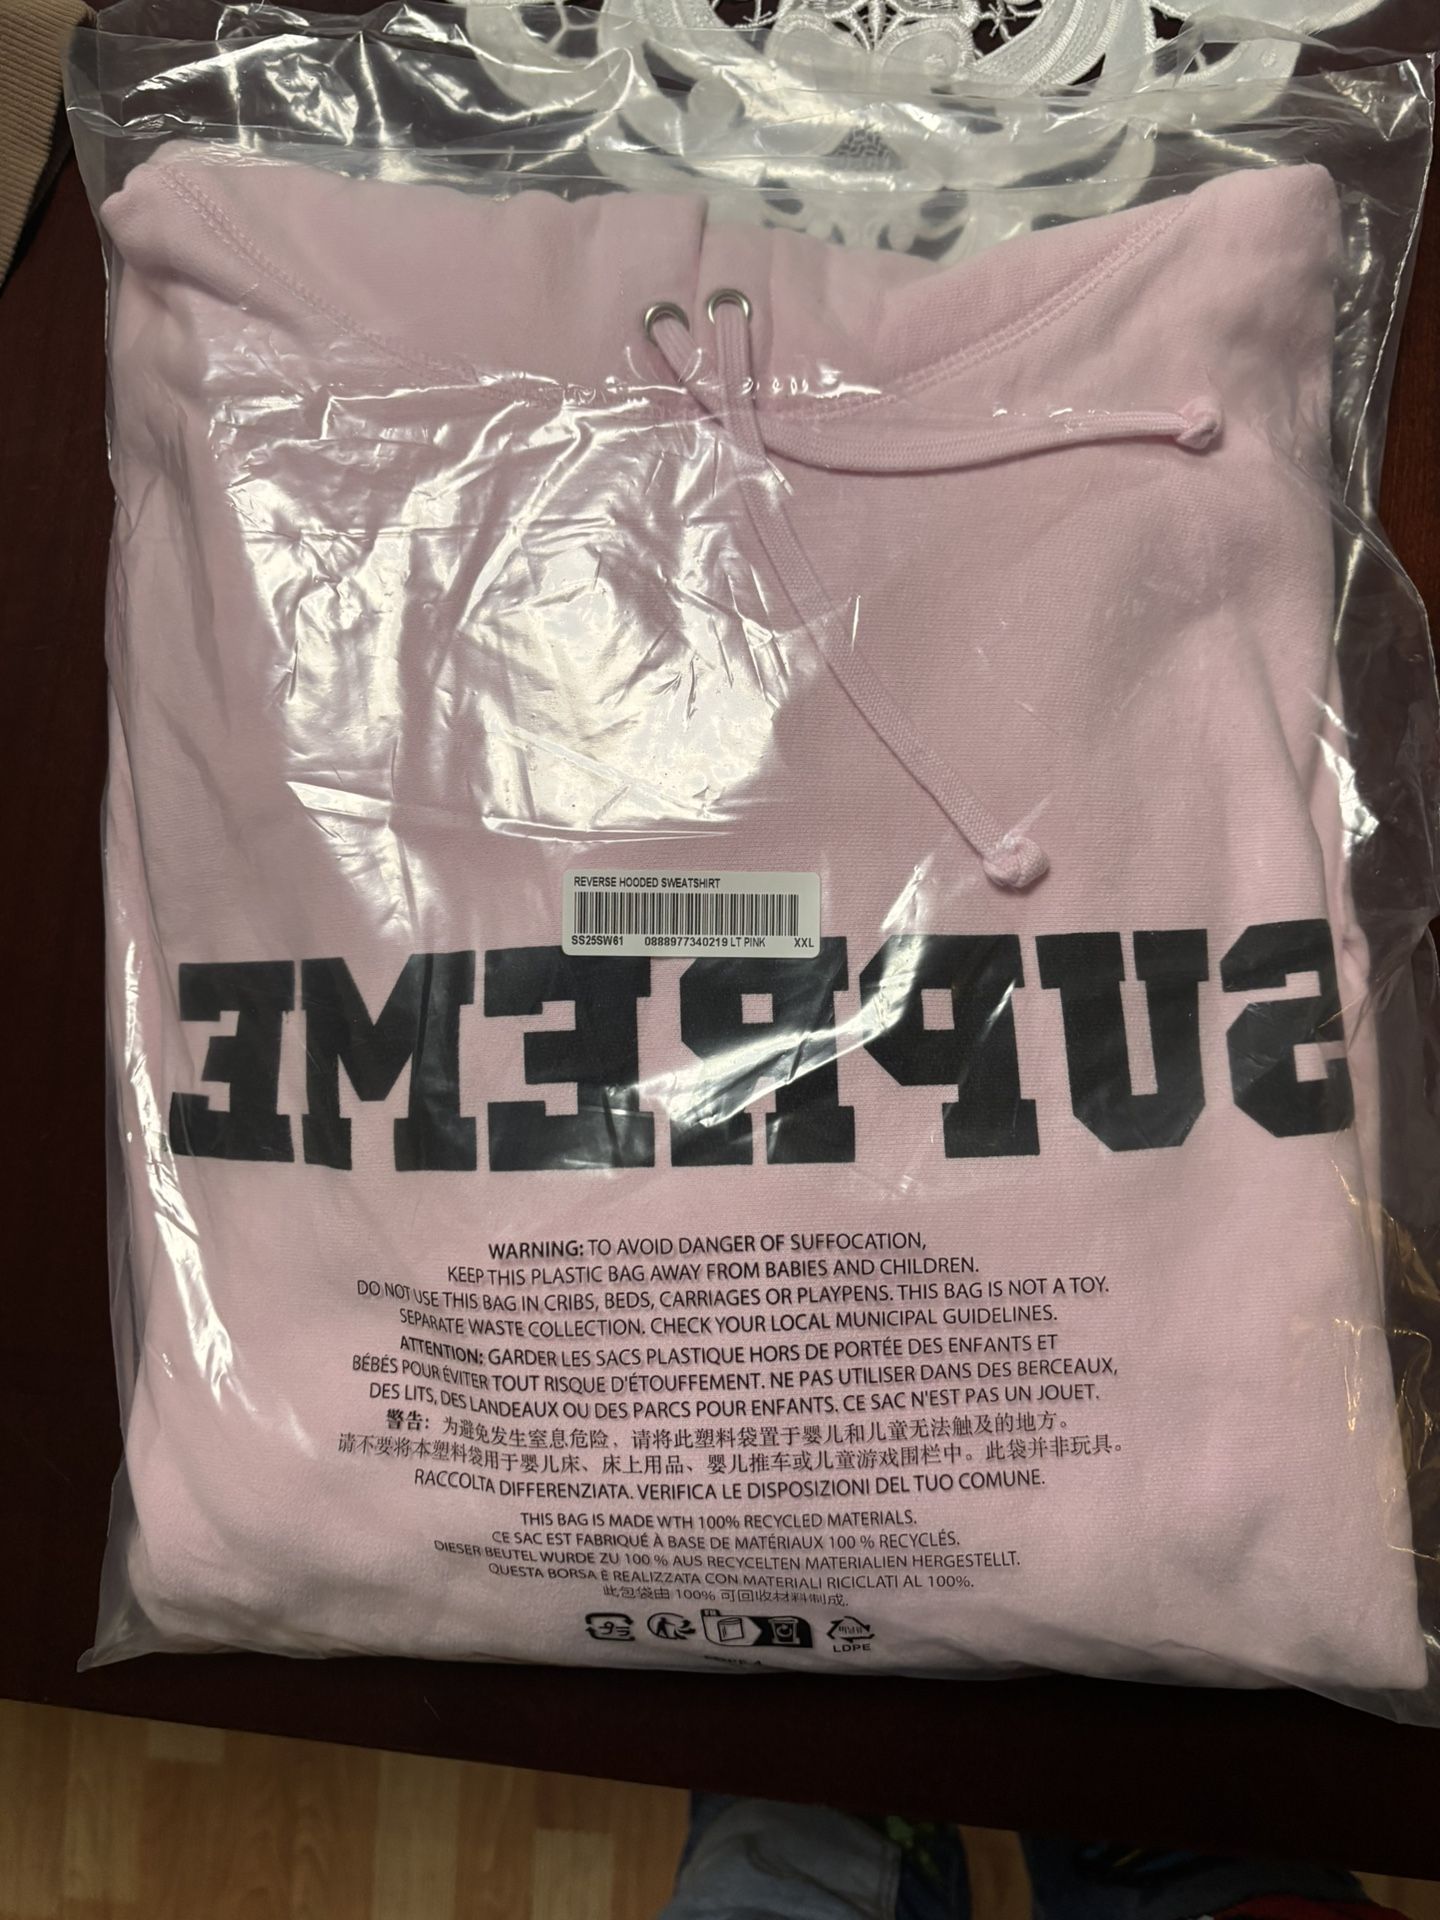 REVERSE HOODED SWEATSHIRT
SS25SW61 0888977340219 LT PINK XXL
SUPREME
WARNING: TO AVOID DANGER OF SUFFOCATION,
KEEP THIS PLASTIC BAG AWAY FROM BABIES AND CHILDREN.
DO NOT USE THIS BAG IN CRIBS, BEDS, CARRIAGES OR PLAYPENS. THIS BAG IS NOT A TOY.
SEPARATE WASTE COLLECTION. CHECK YOUR LOCAL MUNICIPAL GUIDELINES.
ATTENTION: GARDER LES SACS PLASTIQUE HORS DE PORTÉE DES ENFANTS ET
BÉBÉS POUR ÉVITER TOUT RISQUE D'ÉTOUFFEMENT. NE PAS UTILISER DANS DES BERCEAUX,
DES LITS, DES LANDEAUX OU DES PARCS POUR ENFANTS. CE SAC N'EST PAS UN JOUET.
警告：为避免发生窒息危险，请将此塑料袋置于婴儿和儿童无法触及的地方。
请不要将本塑料袋用于婴儿床、床上用品、婴儿推车或儿童游戏围栏中。此袋并非玩具。
RACCOLTA DIFFERENZIATA. VERIFICA LE DISPOSIZIONI DEL TUO COMUNE.
THIS BAG IS MADE WTH 100% RECYCLED MATERIALS.
CE SAC EST FABRIQUÉ À BASE DE MATÉRIAUX 100 % RECYCLÉS.
DIESER BEUTEL WURDE ZU 100 % AUS RECYCELTEN MATERIALIEN HERGESTELLT.
QUESTA BORSA È REALIZZATA CON MATERIALI RICICLATI AL 100%.
此包袋由 100% 可回收材料制成.
FR
LDPE